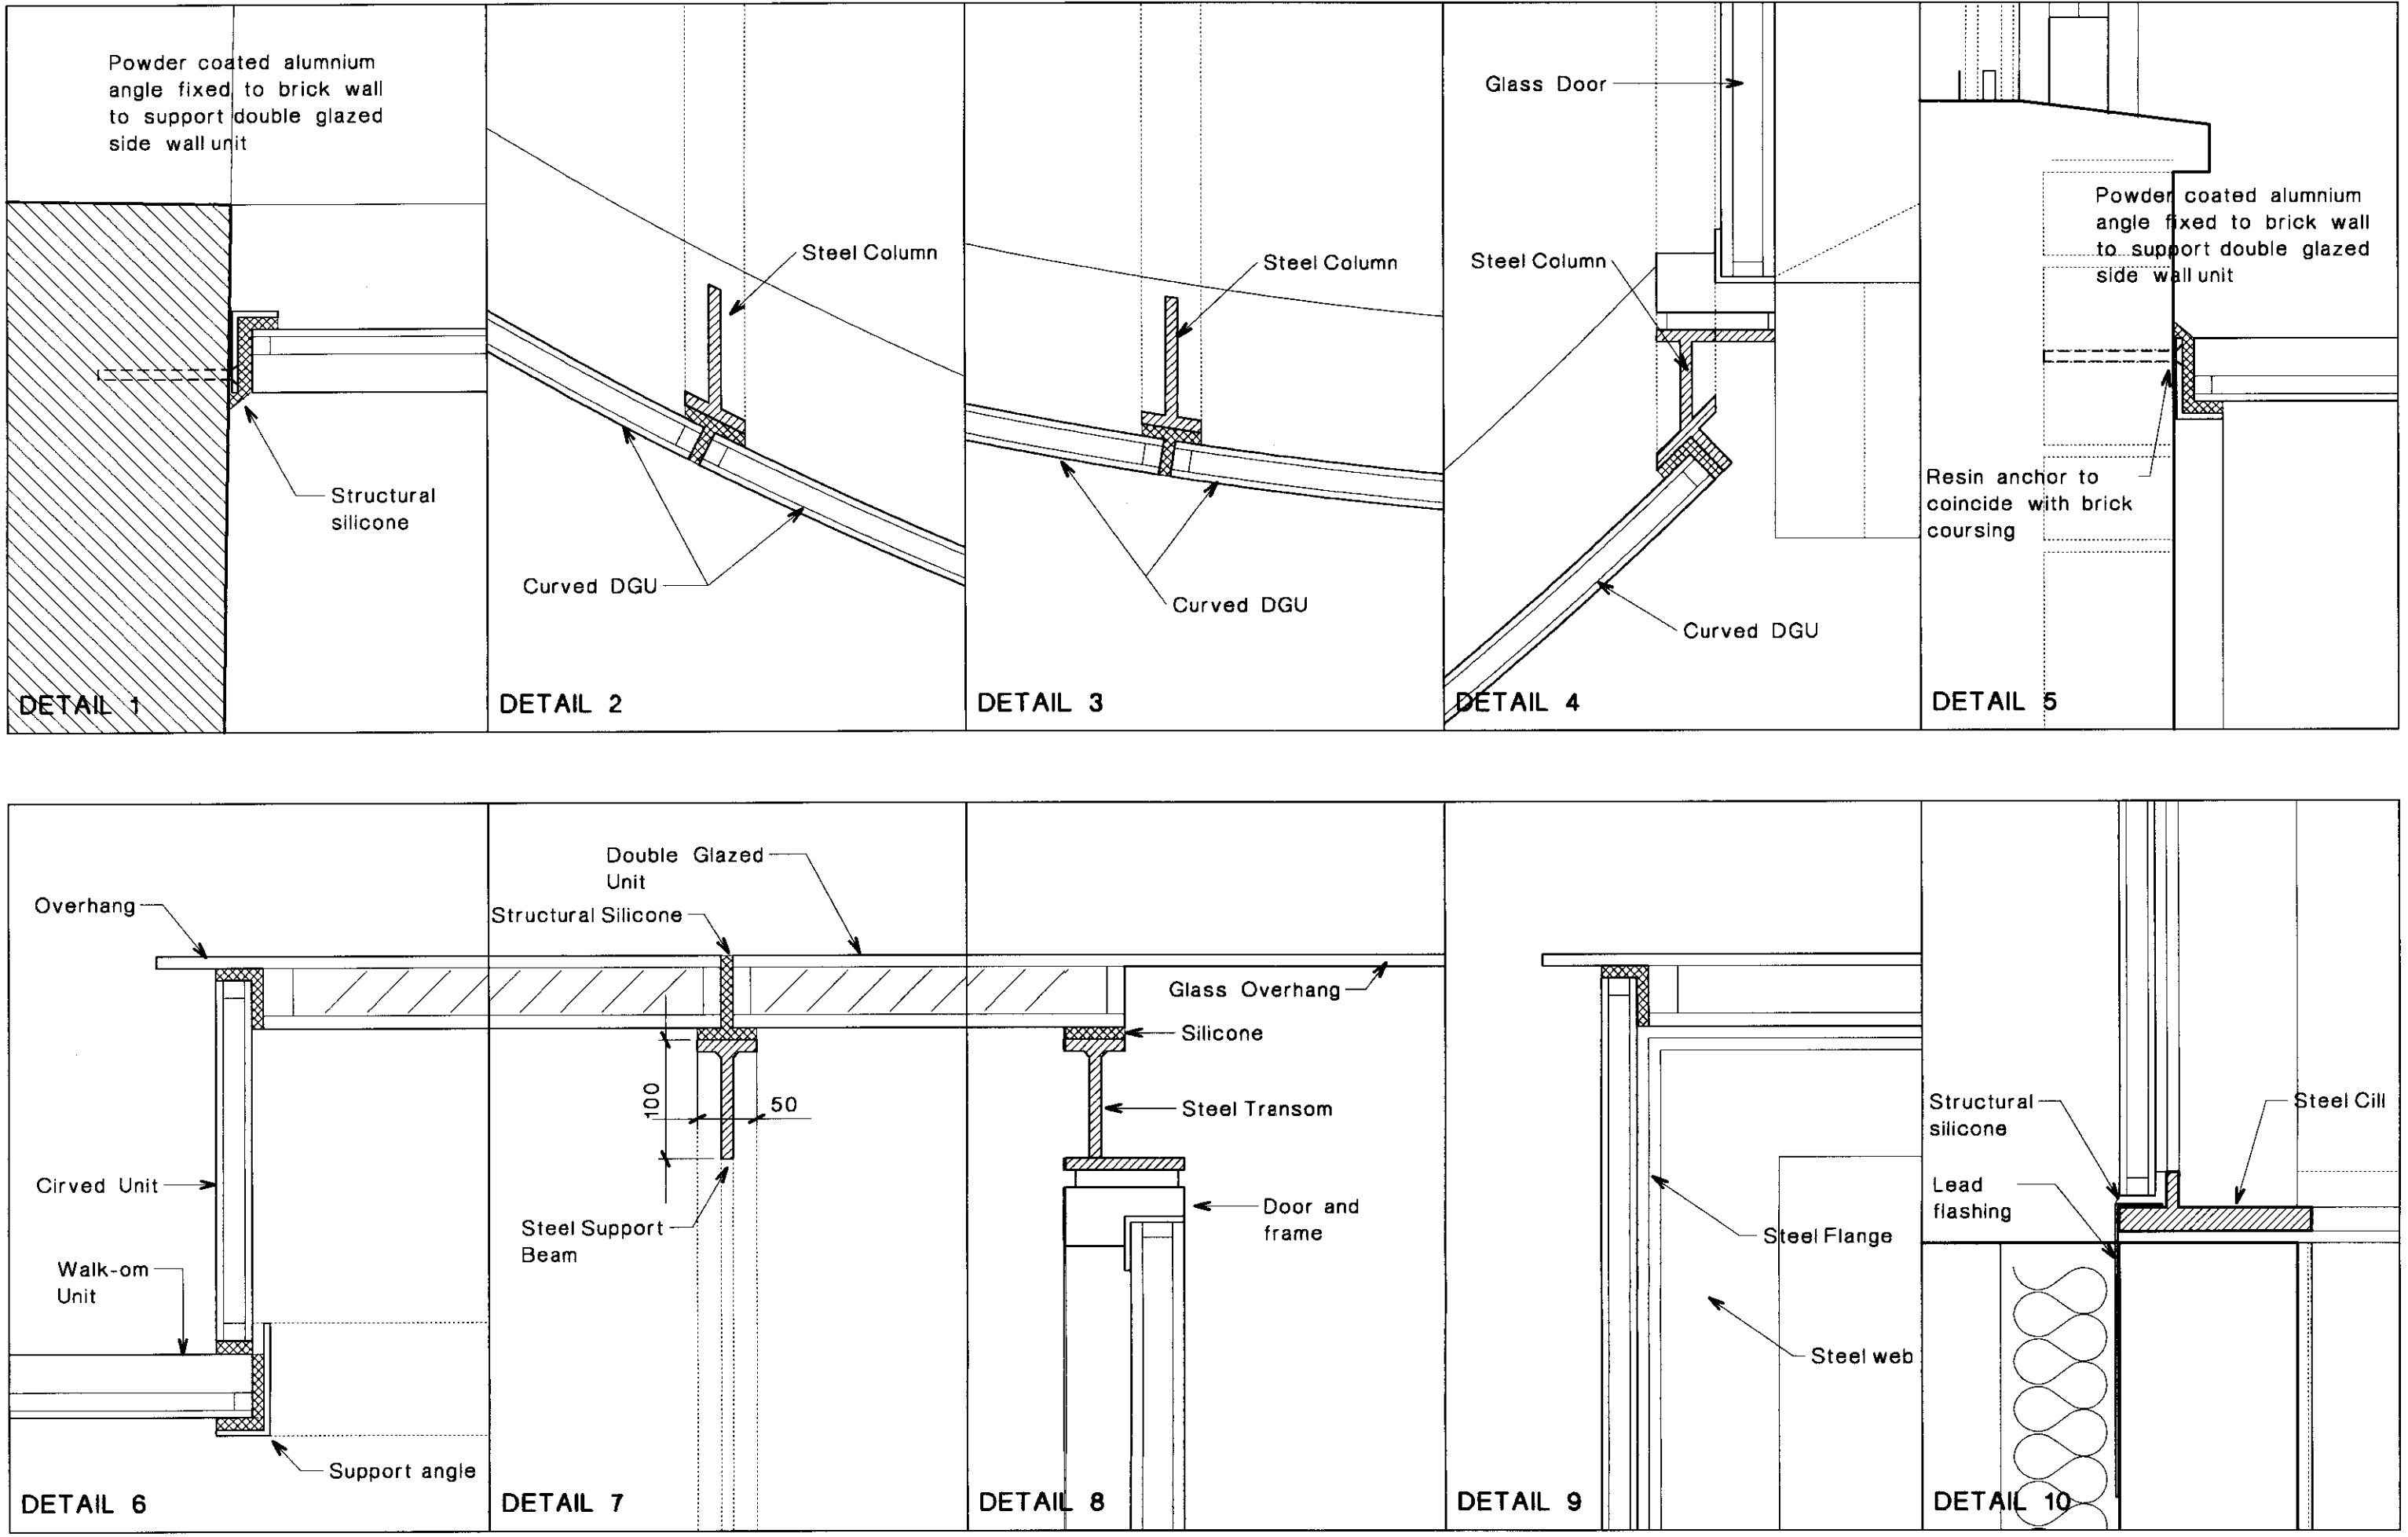 Powder coated alumnium
angle fixed to brick wall
to support double glazed
side wall unit
Structural
silicone
DETAIL 1
Steel Column
Curved DGU
DETAIL 2
Steel Column
Curved DGU
DETAIL 3
Glass Door
Steel Column
Curved DGU
DETAIL 4
Powder coated alumnium
angle fixed to brick wall
to support double glazed
side wall unit
Resin anchor to
coincide with brick
coursing
DETAIL 5
Overhang
Cirved Unit
Walk-om
Unit
Support angle
DETAIL 6
Double Glazed
Unit
Structural Silicone
100
50
Steel Support
Beam
DETAIL 7
Glass Overhang
Silicone
Steel Transom
Door and
frame
DETAIL 8
Steel Flange
Steel web
DETAIL 9
Structural
silicone
Steel Cill
Lead
flashing
DETAIL 10